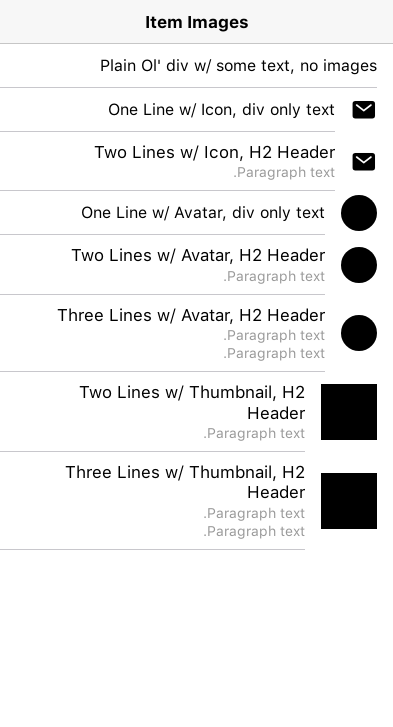 Item Images
Plain Ol' div w/ some text, no images
One Line w/ Icon, div only text
Two Lines w/ Icon, H2 Header
.Paragraph text
One Line w/ Avatar, div only text
Two Lines w/ Avatar, H2 Header
.Paragraph text
Three Lines w/ Avatar, H2 Header
.Paragraph text
.Paragraph text
Two Lines w/ Thumbnail, H2
Header
.Paragraph text
Three Lines w/ Thumbnail, H2
Header
.Paragraph text
.Paragraph text